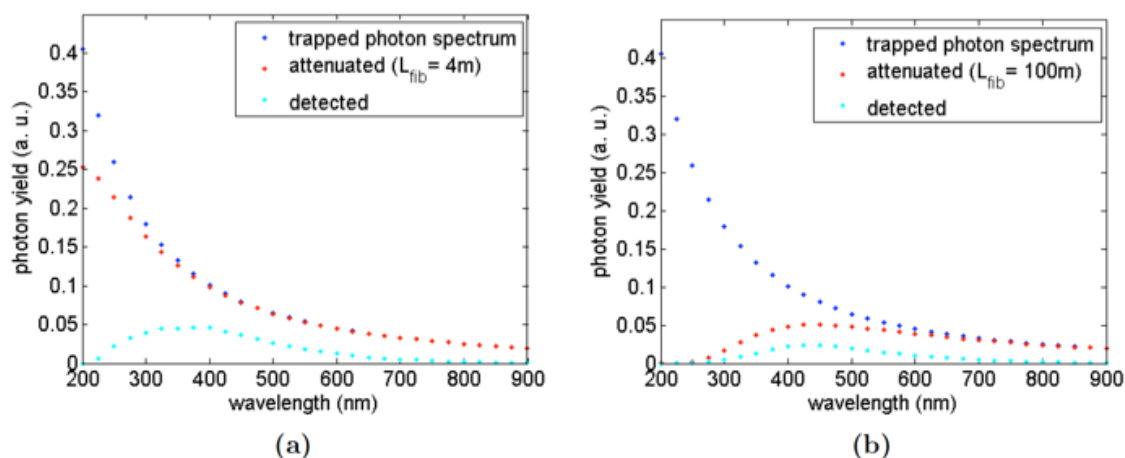 0.4
0.35
0.3
0.25
0.2
0.15
0.1
0.05
0
photon yield (a. u.)
trapped photon spectrum
attenuated (L_fib = 4m)
detected
200 300 400 500 600 700 800 900
wavelength (nm)
(a)
0.4
0.35
0.3
0.25
0.2
0.15
0.1
0.05
0
photon yield (a. u.)
trapped photon spectrum
attenuated (L_fib = 100m)
detected
200 300 400 500 600 700 800 900
wavelength (nm)
(b)